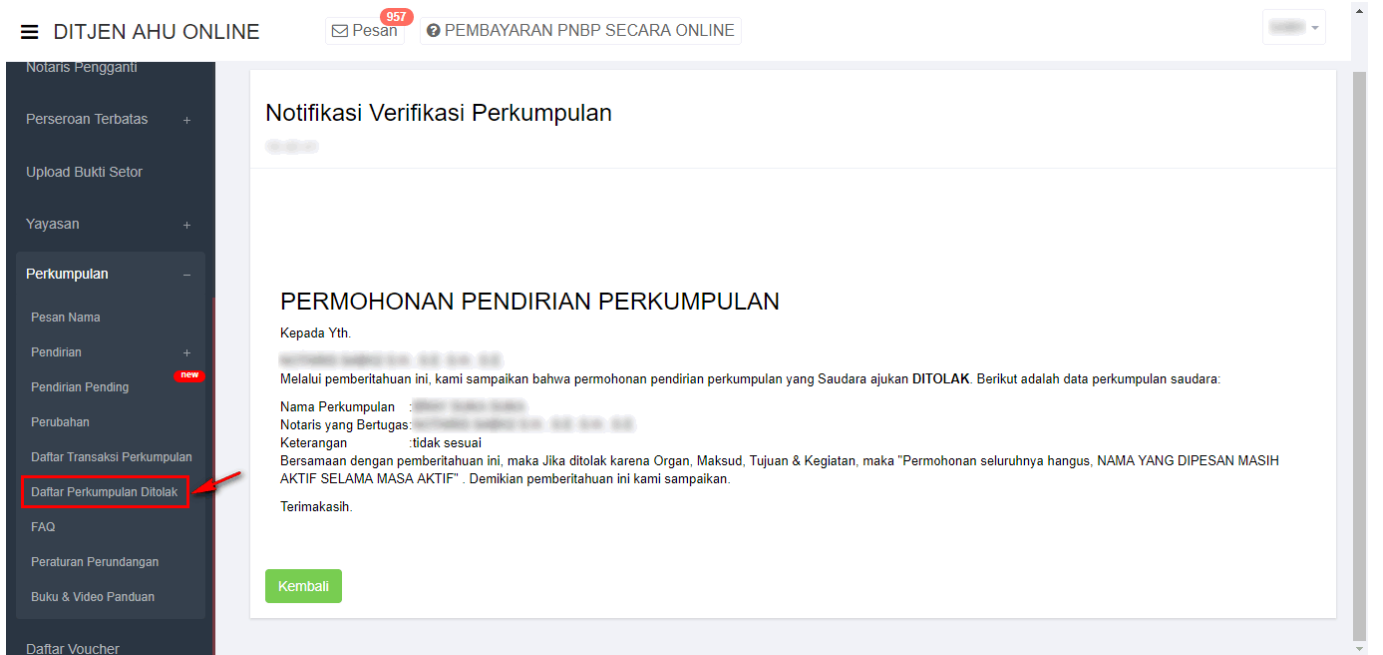 DITJEN AHU ONLINE
Pesan
957
PEMBAYARAN PNBP SECARA ONLINE
Notaris Pengganti
Perseroan Terbatas +
Upload Bukti Setor
Yayasan +
Perkumpulan −
Pesan Nama
Pendirian +
new
Pendirian Pending
Perubahan
Daftar Transaksi Perkumpulan
Daftar Perkumpulan Ditolak
FAQ
Peraturan Perundangan
Buku & Video Panduan
Daftar Voucher
Notifikasi Verifikasi Perkumpulan
PERMOHONAN PENDIRIAN PERKUMPULAN
Kepada Yth.
Melalui pemberitahuan ini, kami sampaikan bahwa permohonan pendirian perkumpulan yang Saudara ajukan DITOLAK. Berikut adalah data perkumpulan saudara:
Nama Perkumpulan :
Notaris yang Bertugas:
Keterangan :tidak sesuai
Bersamaan dengan pemberitahuan ini, maka Jika ditolak karena Organ, Maksud, Tujuan & Kegiatan, maka "Permohonan seluruhnya hangus, NAMA YANG DIPESAN MASIH
AKTIF SELAMA MASA AKTIF" . Demikian pemberitahuan ini kami sampaikan.
Terimakasih.
Kembali